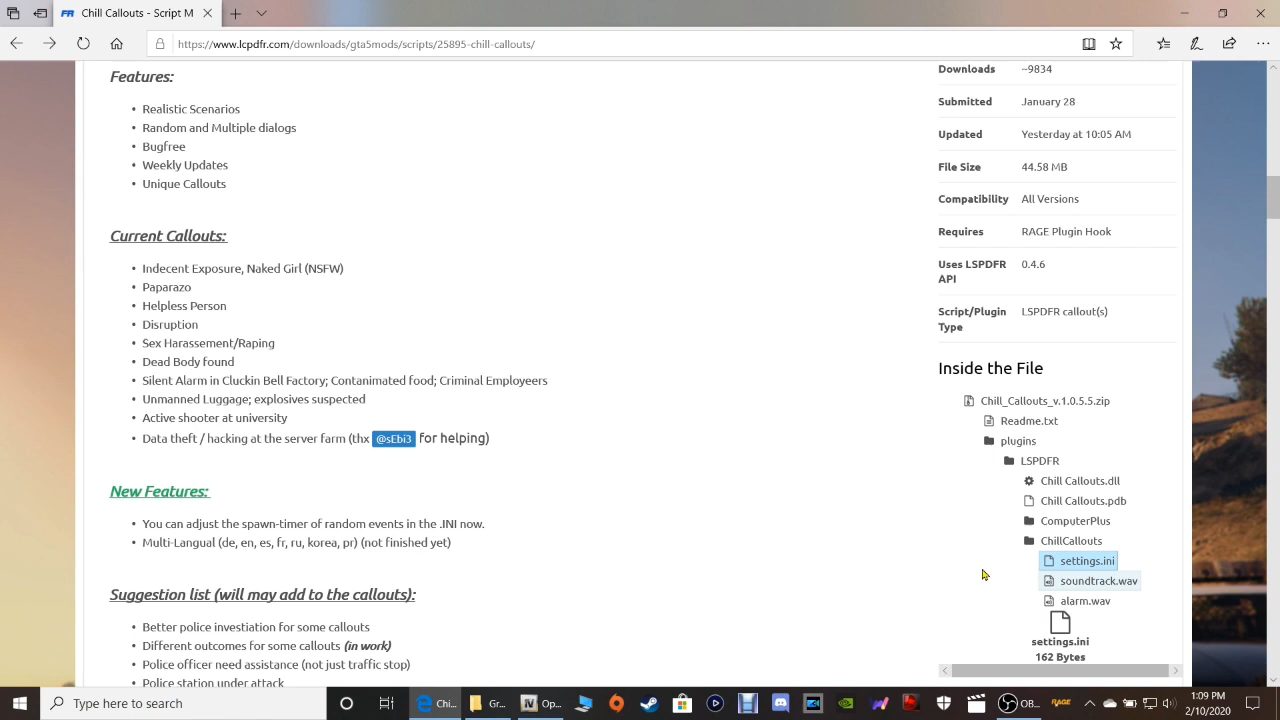 Chill Callouts
https://www.lcpdfr.com/downloads/gta5mods/scripts/25895-chill-callouts/
Features:
• Realistic Scenarios
• Random and Multiple dialogs
• Bugfree
• Weekly Updates
• Unique Callouts
Current Callouts:
• Indecent Exposure, Naked Girl (NSFW)
• Paparazo
• Helpless Person
• Disruption
• Sex Harassement/Raping
• Dead Body found
• Silent Alarm in Cluckin Bell Factory; Contanimated food; Criminal Employeers
• Unmanned Luggage; explosives suspected
• Active shooter at university
• Data theft / hacking at the server farm (thx @sEbi3 for helping)
New Features:
• You can adjust the spawn-timer of random events in the .INI now.
• Multi-Langual (de, en, es, fr, ru, korea, pr) (not finished yet)
Suggestion list (will may add to the callouts):
• Better police investiation for some callouts
• Different outcomes for some callouts (in work)
• Police officer need assistance (not just traffic stop)
• Police station under attack
Downloads ~9834
Submitted January 28
Updated Yesterday at 10:05 AM
File Size 44.58 MB
Compatibility All Versions
Requires RAGE Plugin Hook
Uses LSPDFR 0.4.6
API
Script/Plugin LSPDFR callout(s)
Type
Inside the File
Chill_Callouts_v.1.0.5.5.zip
Readme.txt
plugins
LSPDFR
Chill Callouts.dll
Chill Callouts.pdb
ComputerPlus
ChillCallouts
settings.ini
soundtrack.wav
alarm.wav
settings.ini
162 Bytes
Type here to search
Chi...
Gr...
Op...
RAGE
1:09 PM